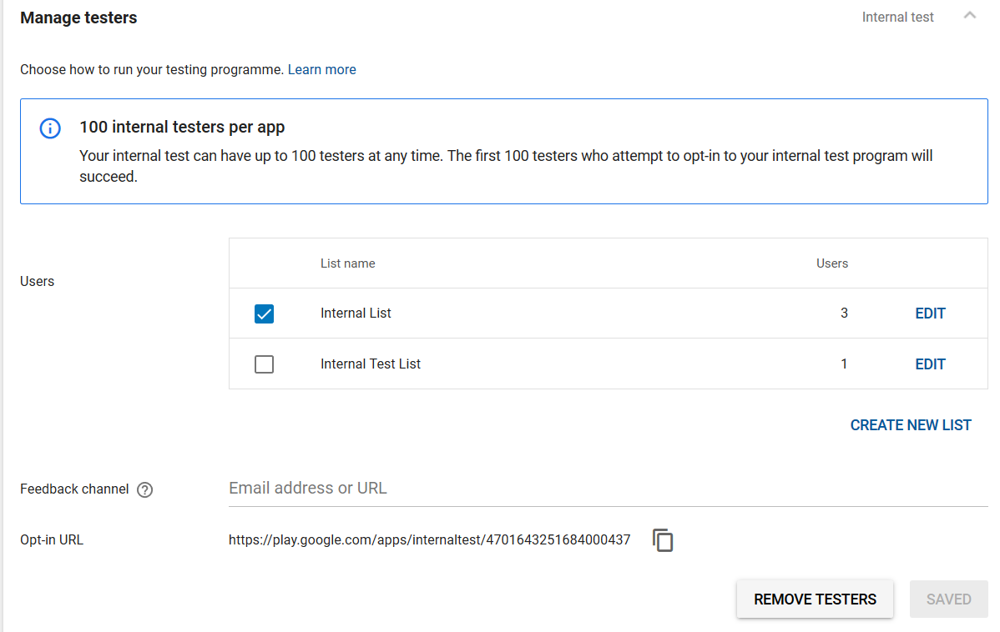 Manage testers
Internal test
Choose how to run your testing programme. Learn more
100 internal testers per app
Your internal test can have up to 100 testers at any time. The first 100 testers who attempt to opt-in to your internal test program will
succeed.
Users
List name Users
Internal List 3 EDIT
Internal Test List 1 EDIT
CREATE NEW LIST
Feedback channel ? Email address or URL
Opt-in URL https://play.google.com/apps/internaltest/4701643251684000437
REMOVE TESTERS SAVED